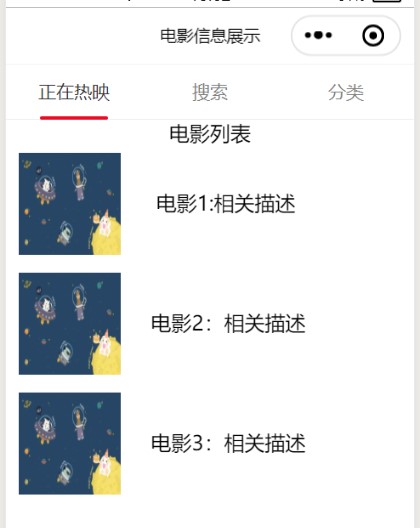 电影信息展示
正在热映 搜索 分类
电影列表
电影1:相关描述
电影2：相关描述
电影3：相关描述